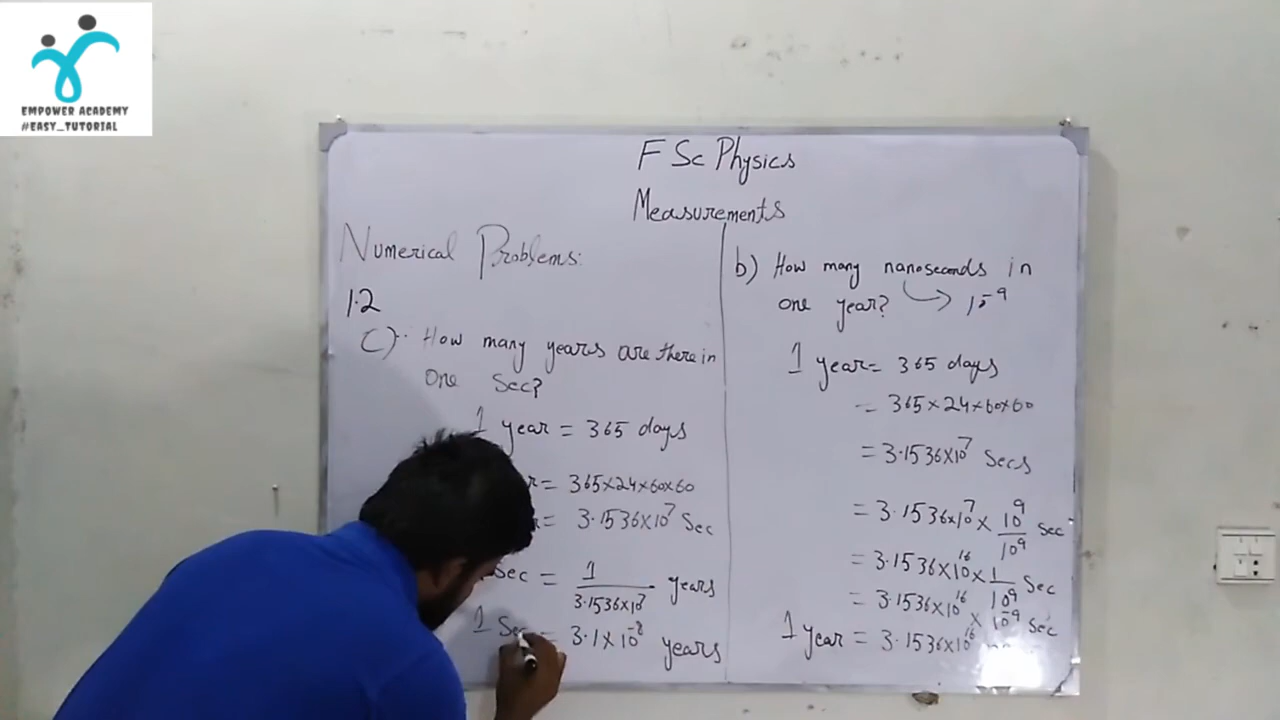 EMPOWER ACADEMY
#EASY_TUTORIAL
F Sc Physics
Measurements
Numerical Problems:
1.2
C) How many years are there in
one Sec?
1 year = 365 days
= 365×24×60×60
= 3.1536×10⁷ Sec
Sec = 1/3.1536×10⁷ years
1 Sec = 3.1×10⁻⁸ years
b) How many nanoseconds in
one year? → 10⁻⁹
1 year = 365 days
= 365×24×60×60
= 3.1536×10⁷ Secs
= 3.1536×10⁷ × 10⁹/10⁹ Sec
= 3.1536×10¹⁶ × 1/10⁹ Sec
= 3.1536×10¹⁶ × 10⁻⁹ Sec
1 year = 3.1536×10¹⁶